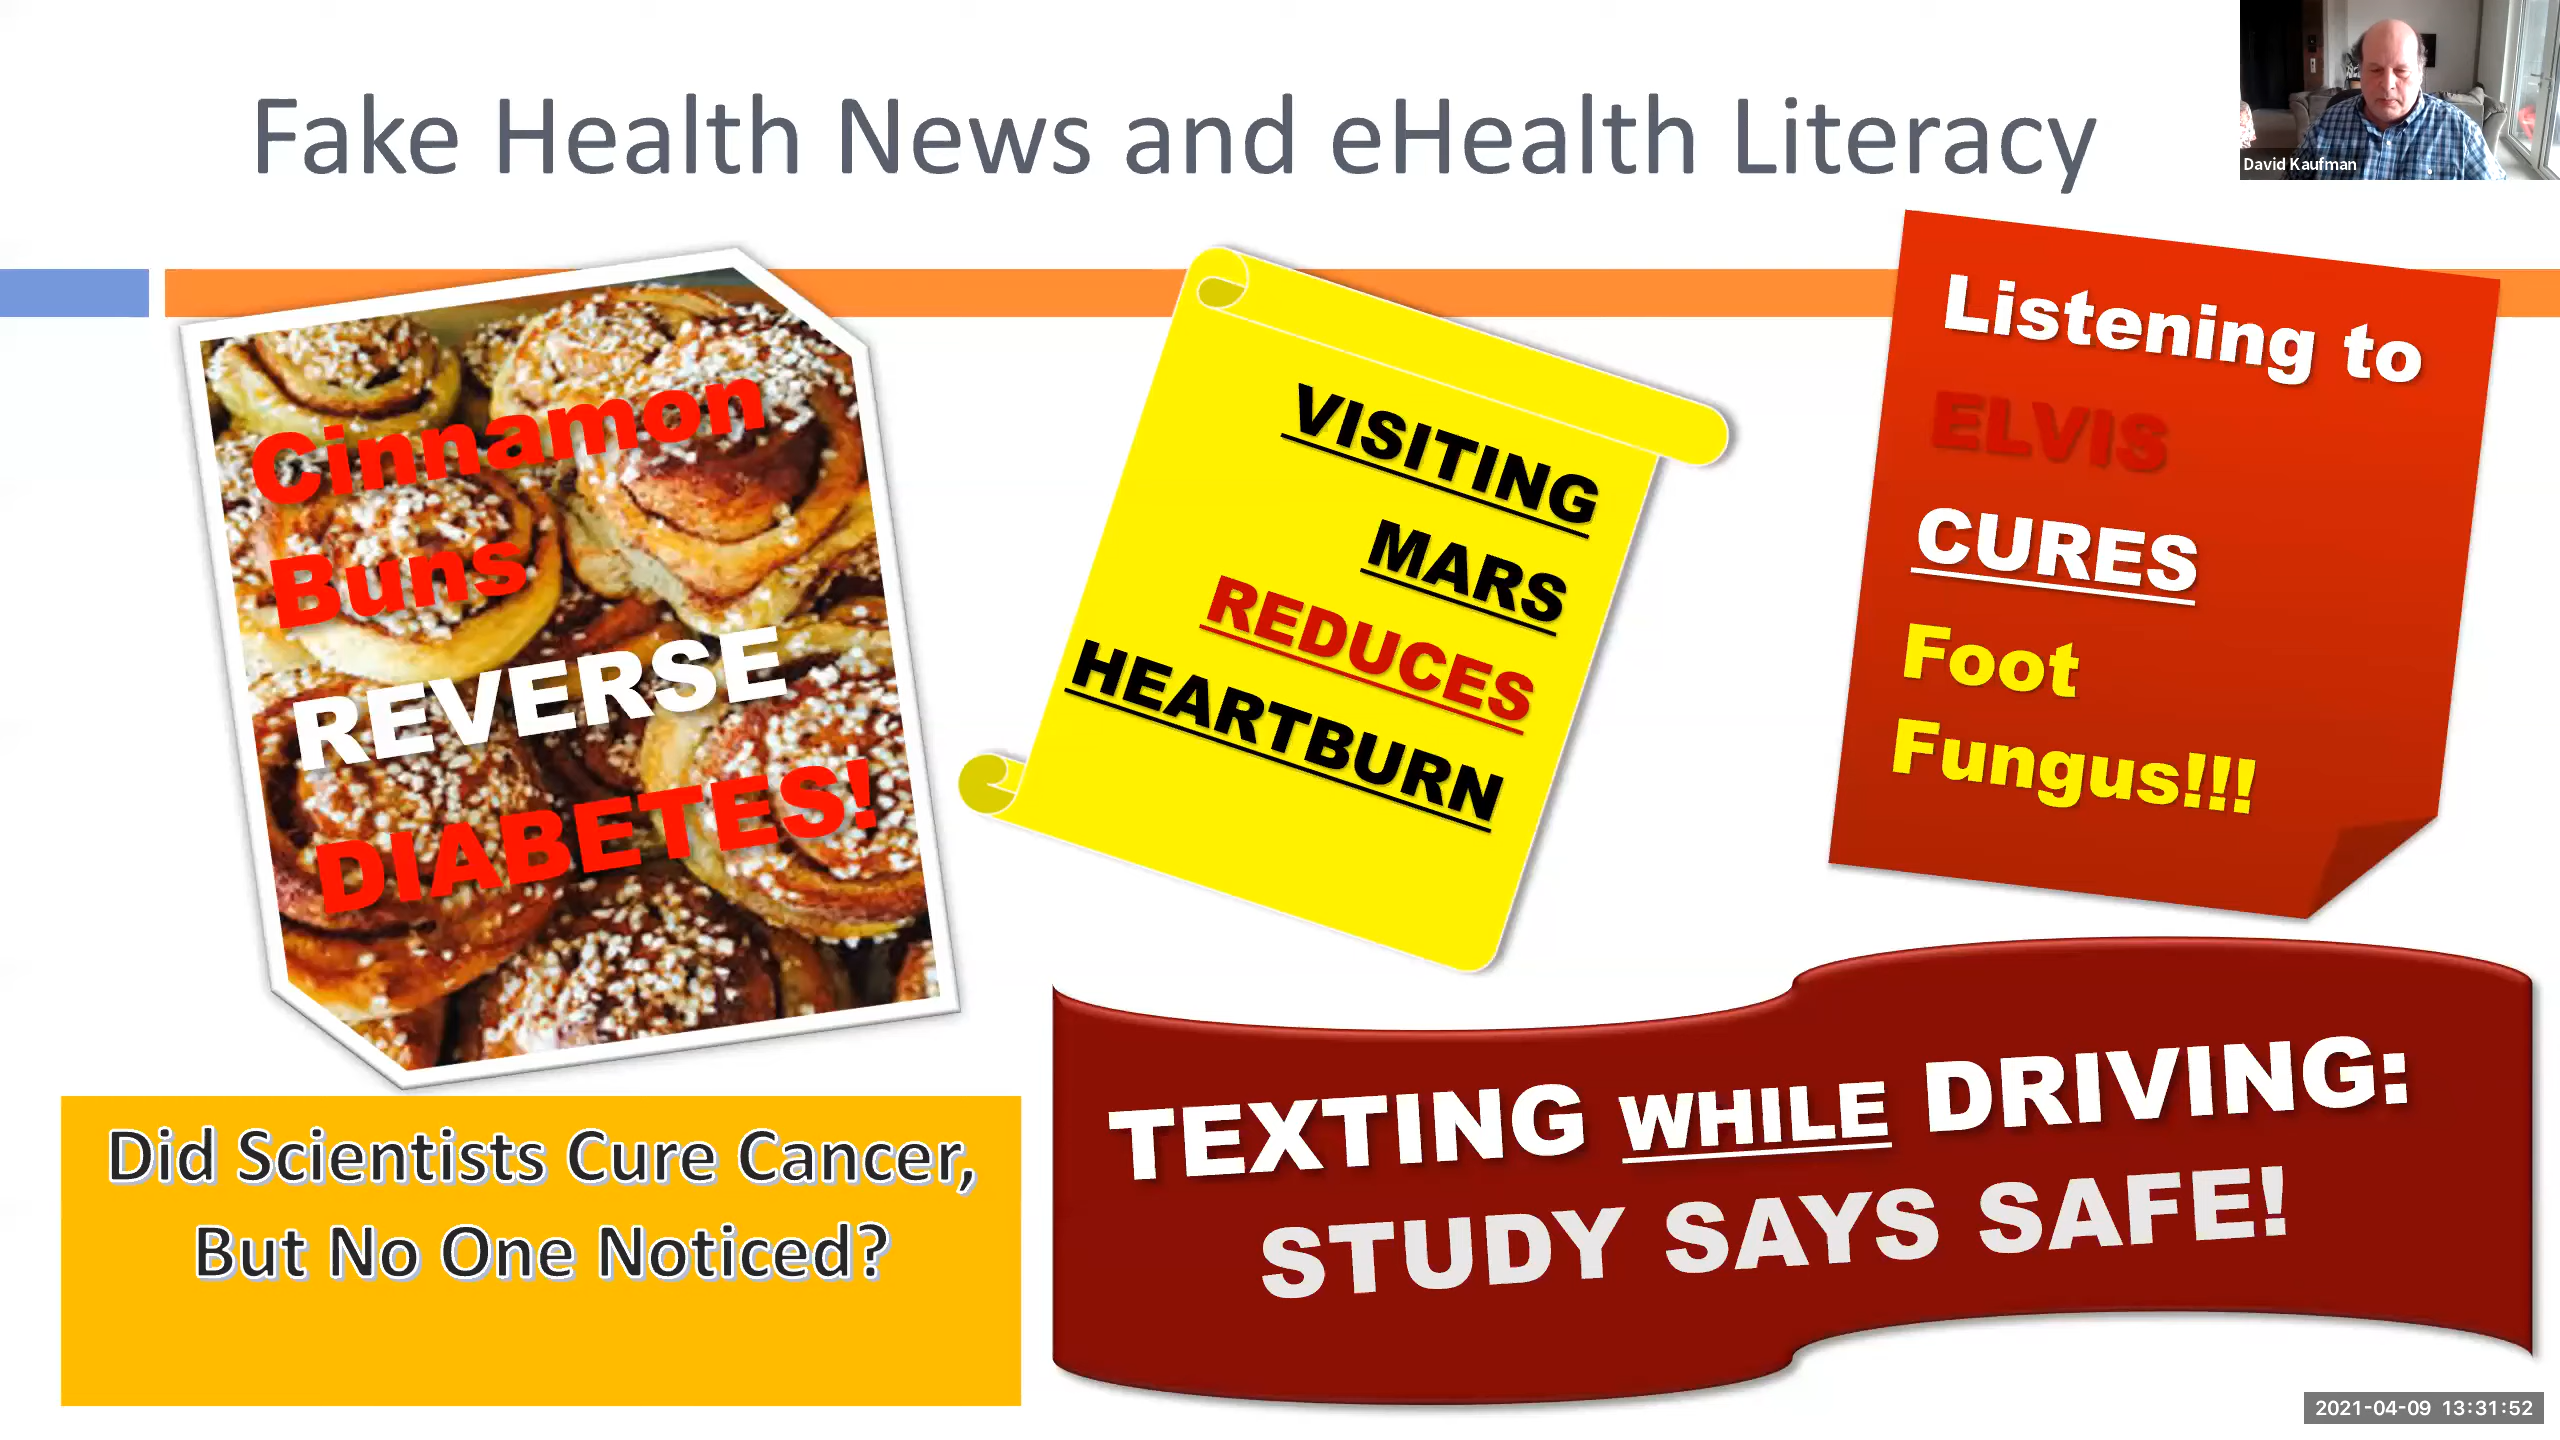 Fake Health News and eHealth Literacy
David Kaufman
Cinnamon
Buns
REVERSE
DIABETES!
VISITING
MARS
REDUCES
HEARTBURN
Listening to
ELVIS
CURES
Foot
Fungus!!!
Did Scientists Cure Cancer,
But No One Noticed?
TEXTING WHILE DRIVING:
STUDY SAYS SAFE!
2021-04-09 13:31:52